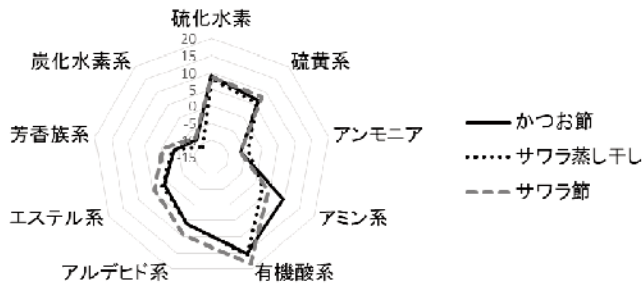 硫化水素
20
15
10
5
0
-5
-10
-15
硫黄系
アンモニア
アミン系
有機酸系
アルデヒド系
エステル系
芳香族系
炭化水素系
かつお節
サワラ蒸し干し
サワラ節